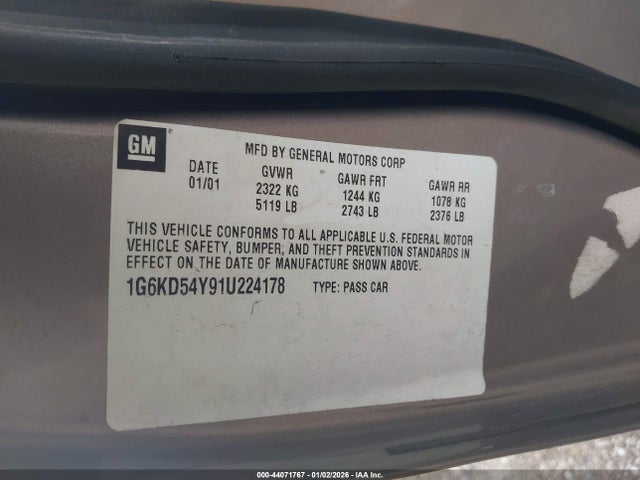 GM
MFD BY GENERAL MOTORS CORP
DATE GVWR GAWR FRT GAWR RR
01/01 2322 KG 1244 KG 1078 KG
5119 LB 2743 LB 2376 LB
THIS VEHICLE CONFORMS TO ALL APPLICABLE U.S. FEDERAL MOTOR
VEHICLE SAFETY, BUMPER, AND THEFT PREVENTION STANDARDS IN
EFFECT ON THE DATE OF MANUFACTURE SHOWN ABOVE.
1G6KD54Y91U224178 TYPE: PASS CAR
000-44071767 - 01/02/2026 - IAA Inc.